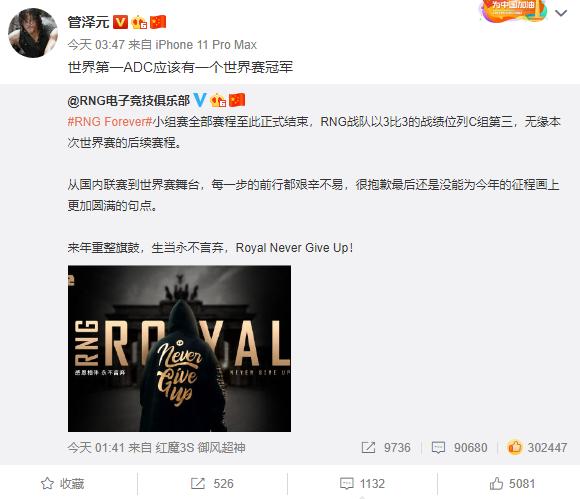 为中国加油
管泽元
今天 03:47 来自 iPhone 11 Pro Max
世界第一ADC应该有一个世界赛冠军
@RNG电子竞技俱乐部
#RNG Forever#小组赛全部赛程至此正式结束，RNG战队以3比3的战绩位列C组第三，无缘本
次世界赛的后续赛程。
从国内联赛到世界赛舞台，每一步的前行都艰辛不易，很抱歉最后还是没能为今年的征程画上
更加圆满的句点。
来年重整旗鼓，生当永不言弃，Royal Never Give Up！
RNG ROYAL
Never
Give
Up
感恩相伴 永不言弃
NEVER GIVE UP
今天 01:41 来自 红魔3S 御风超神 9736 90680 302447
收藏 526 1132 5081